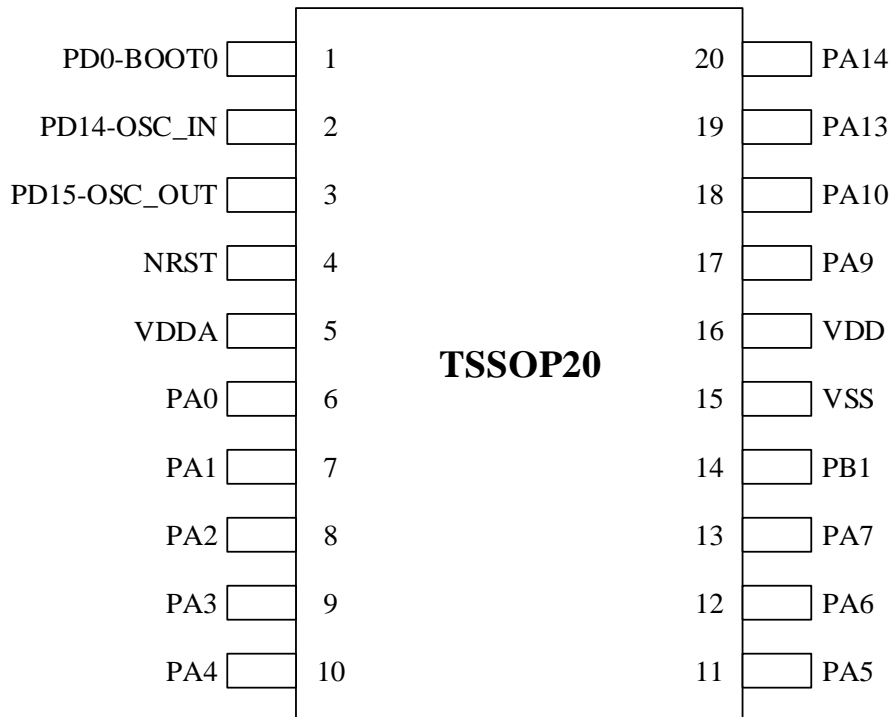 PD0-BOOT0 1 20 PA14
PD14-OSC_IN 2 19 PA13
PD15-OSC_OUT 3 18 PA10
NRST 4 17 PA9
VDDA 5 16 VDD
TSSOP20
PA0 6 15 VSS
PA1 7 14 PB1
PA2 8 13 PA7
PA3 9 12 PA6
PA4 10 11 PA5